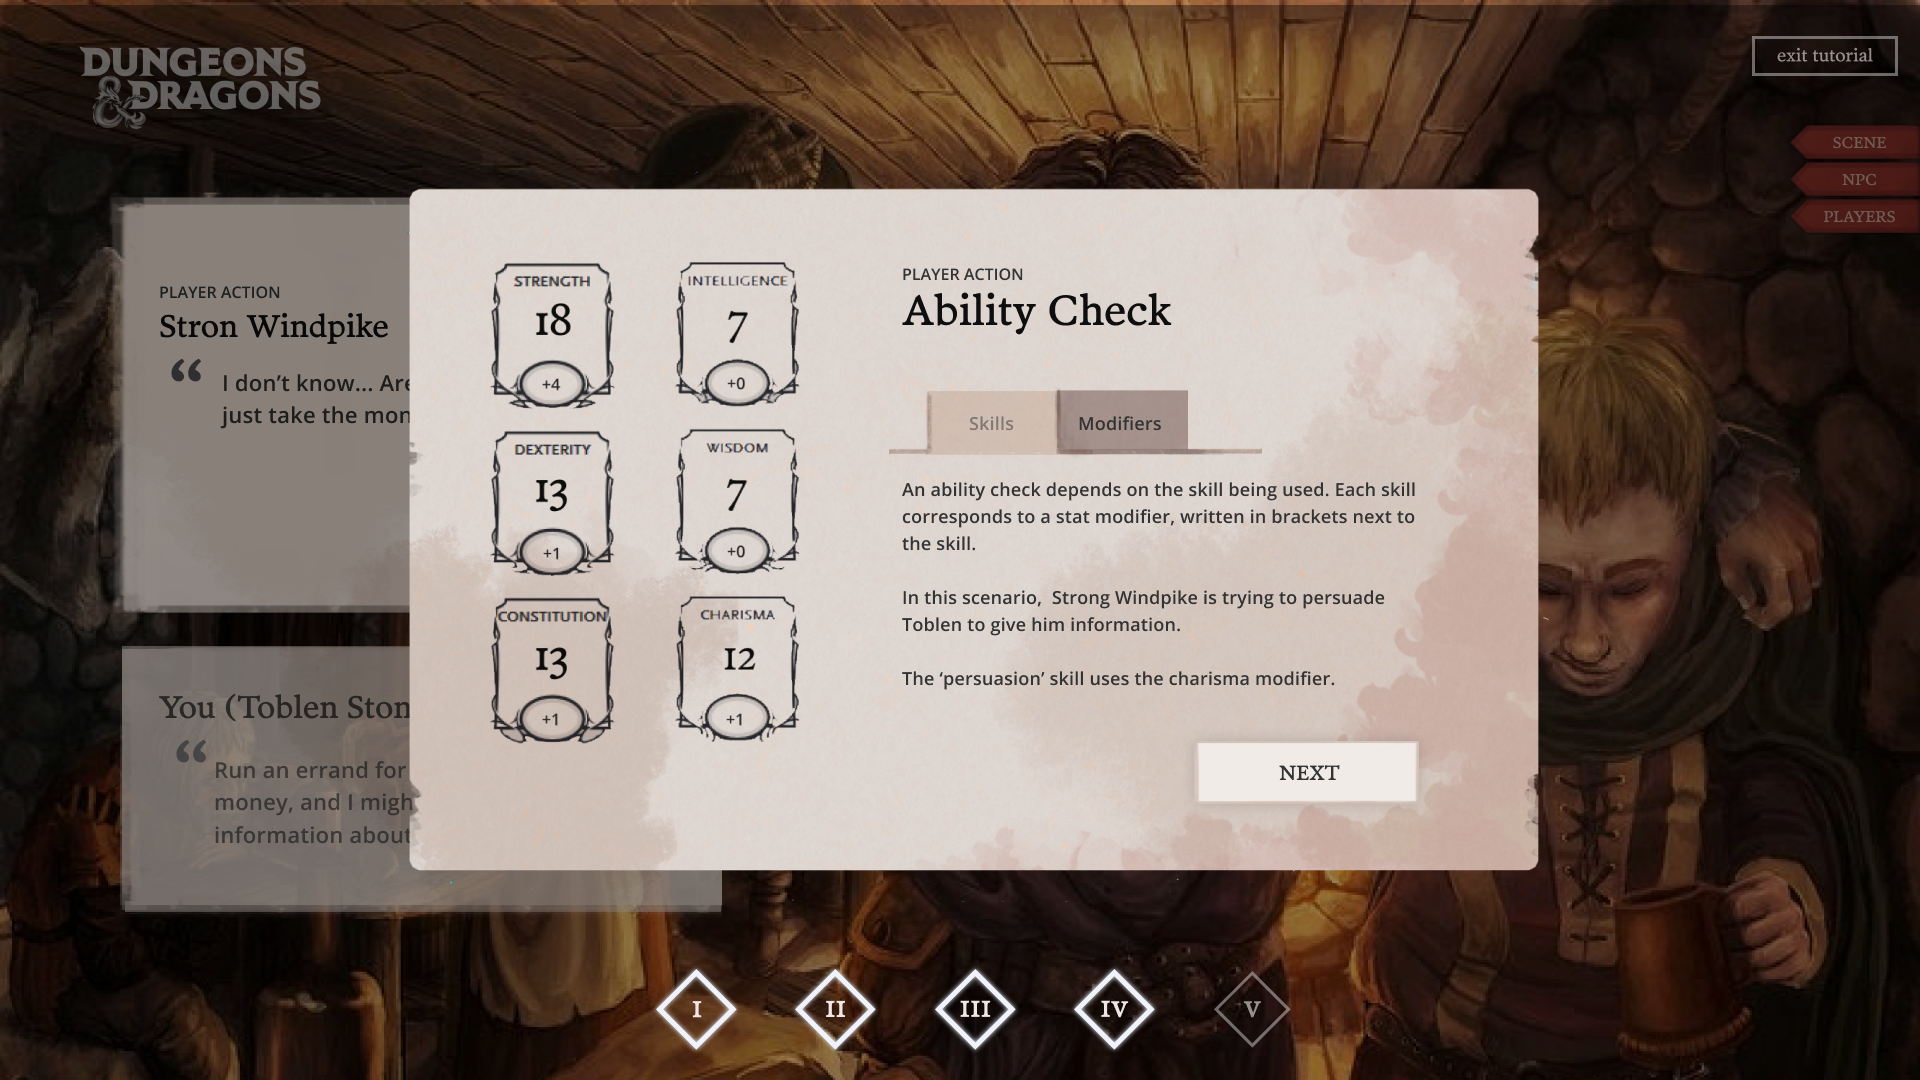 DUNGEONS
& DRAGONS
exit tutorial
SCENE
NPC
PLAYERS
PLAYER ACTION
Stron Windpike
“
I don’t know... Are
just take the mon
You (Toblen Ston
“
Run an errand for
money, and I migh
information about
STRENGTH
18
+4
INTELLIGENCE
7
+0
DEXTERITY
13
+1
WISDOM
7
+0
CONSTITUTION
13
+1
CHARISMA
12
+1
PLAYER ACTION
Ability Check
Skills
Modifiers
An ability check depends on the skill being used. Each skill
corresponds to a stat modifier, written in brackets next to
the skill.
In this scenario,  Strong Windpike is trying to persuade
Toblen to give him information.
The ‘persuasion’ skill uses the charisma modifier.
NEXT
I
II
III
IV
V